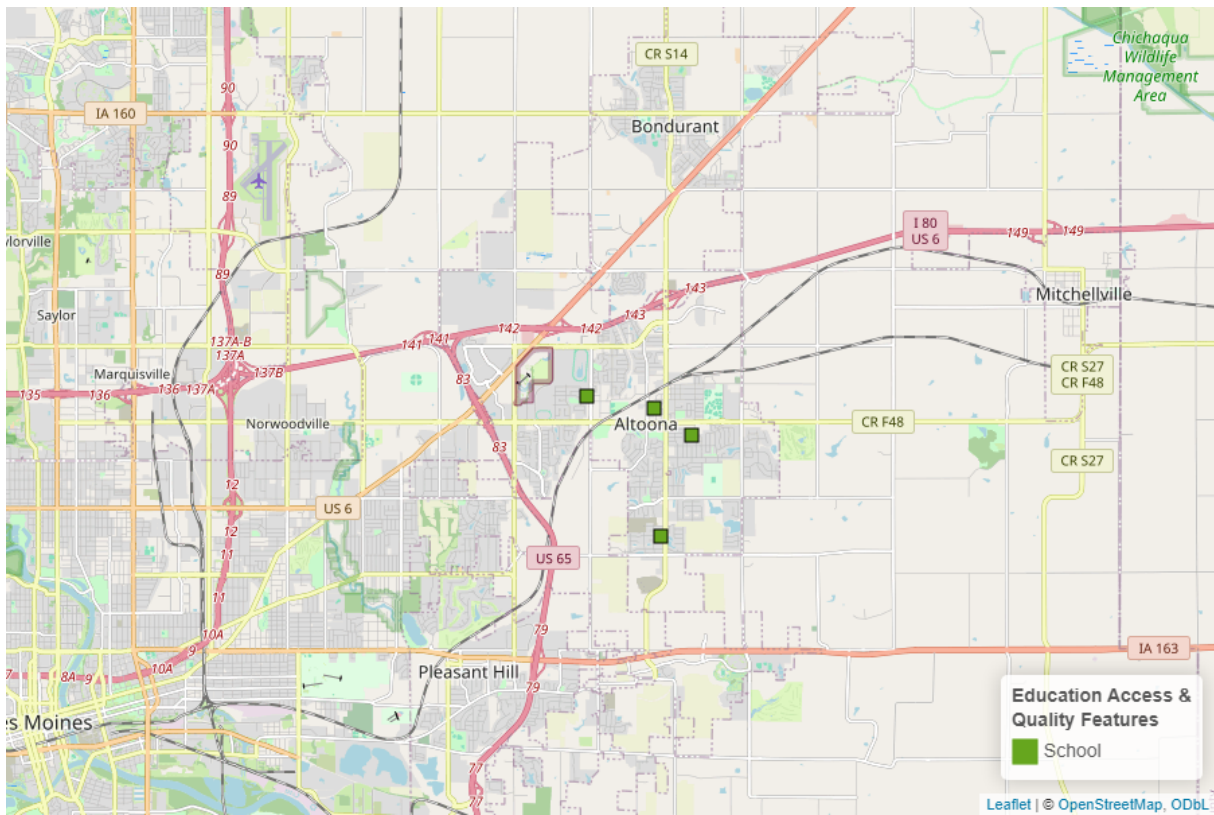 Chichaqua
Wildlife
Management
Area
CR S14
90
IA 160
Bondurant
90
89
I 80
US 6
149
149
ylorville
89
143
Mitchellville
Saylor
143
142
142
137A-B
141
141
137A
Marquisville
137B
83
CR S27
CR F48
135
136
136
137A
Norwoodville
Altoona
CR F48
83
CR S27
12
US 6
12
11
US 65
11
10A
79
9
IA 163
7
8A
9
10A
Pleasant Hill
79
es Moines
77
77
Education Access &
Quality Features
School
Leaflet | © OpenStreetMap, ODbL